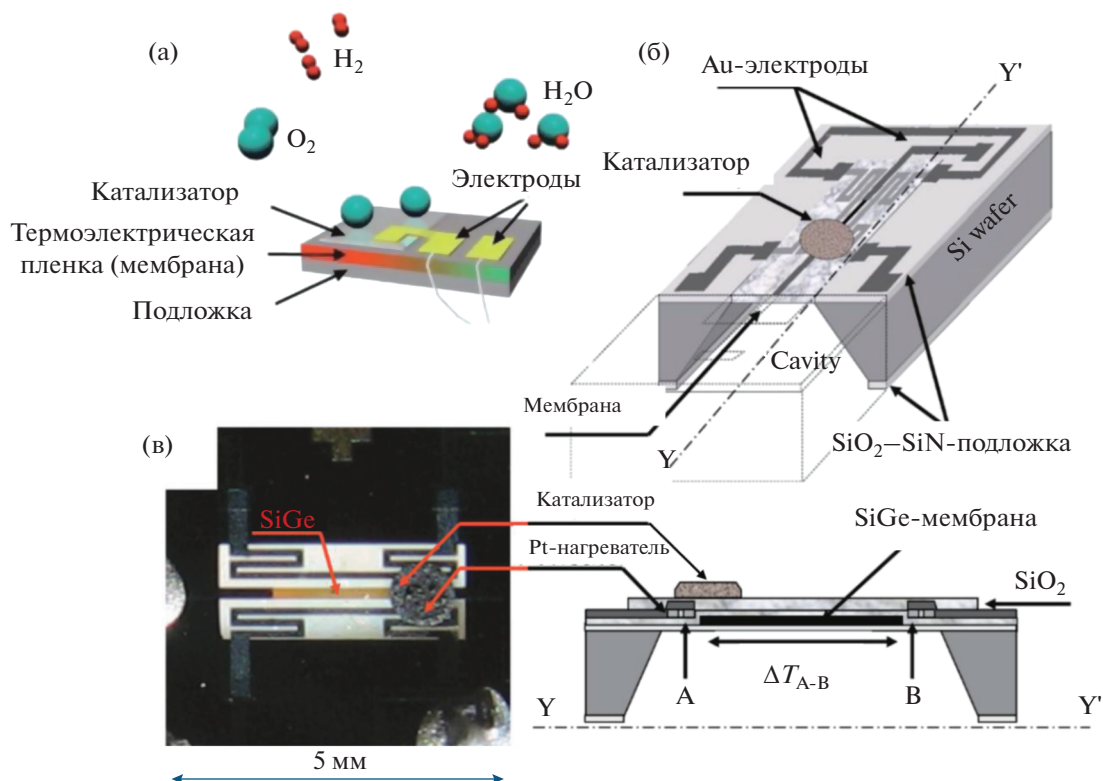 (а)
H2
O2
H2O
Катализатор
Электроды
Термоэлектрическая
пленка (мембрана)
Подложка
(б)
Au-электроды
Y'
Катализатор
Si wafer
Cavity
Мембрана
Y
SiO2–SiN-подложка
(в)
SiGe
Катализатор
Pt-нагреватель
SiGe-мембрана
SiO2
A
ΔTA-B
B
Y
Y'
5 мм